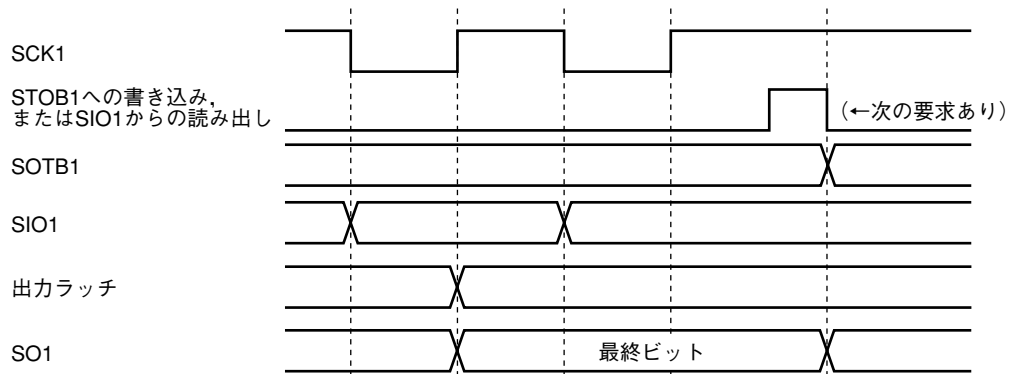 SCK1
STOB1への書き込み，
またはSIO1からの読み出し
（←次の要求あり）
SOTB1
SIO1
出力ラッチ
SO1
最終ビット